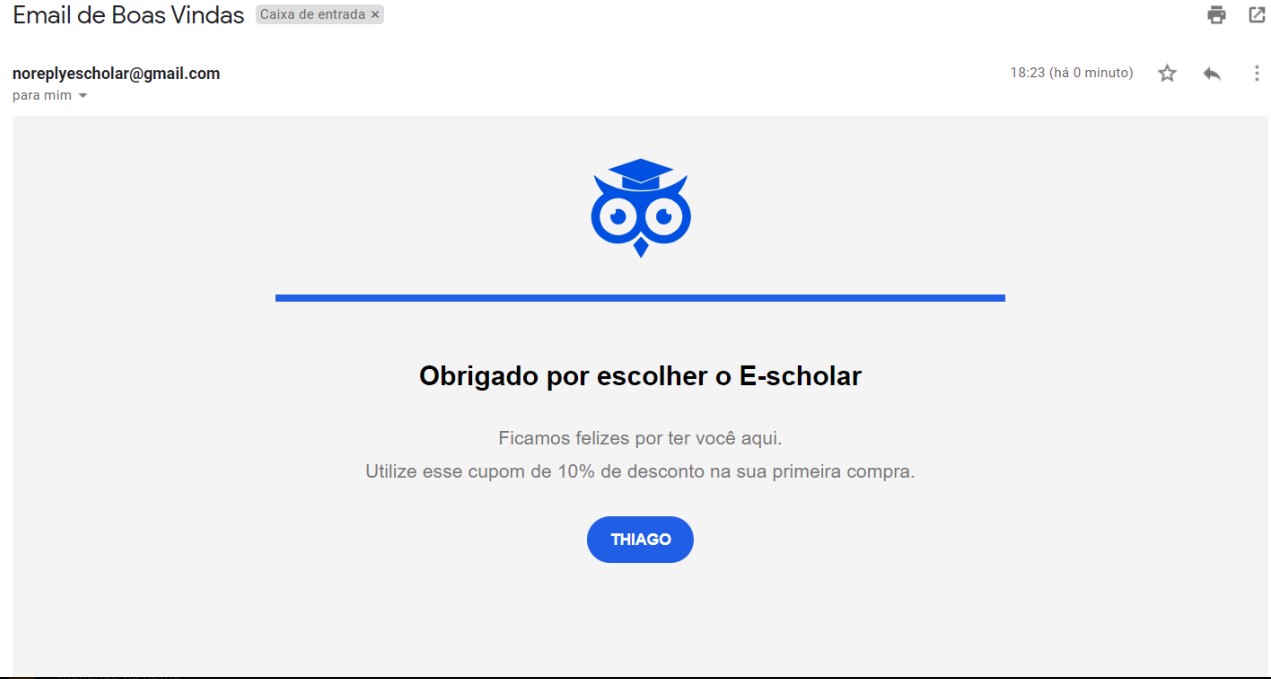 Email de Boas Vindas Caixa de entrada ×
noreplyescholar@gmail.com 18:23 (há 0 minuto)
para mim
Obrigado por escolher o E-scholar
Ficamos felizes por ter você aqui.
Utilize esse cupom de 10% de desconto na sua primeira compra.
THIAGO